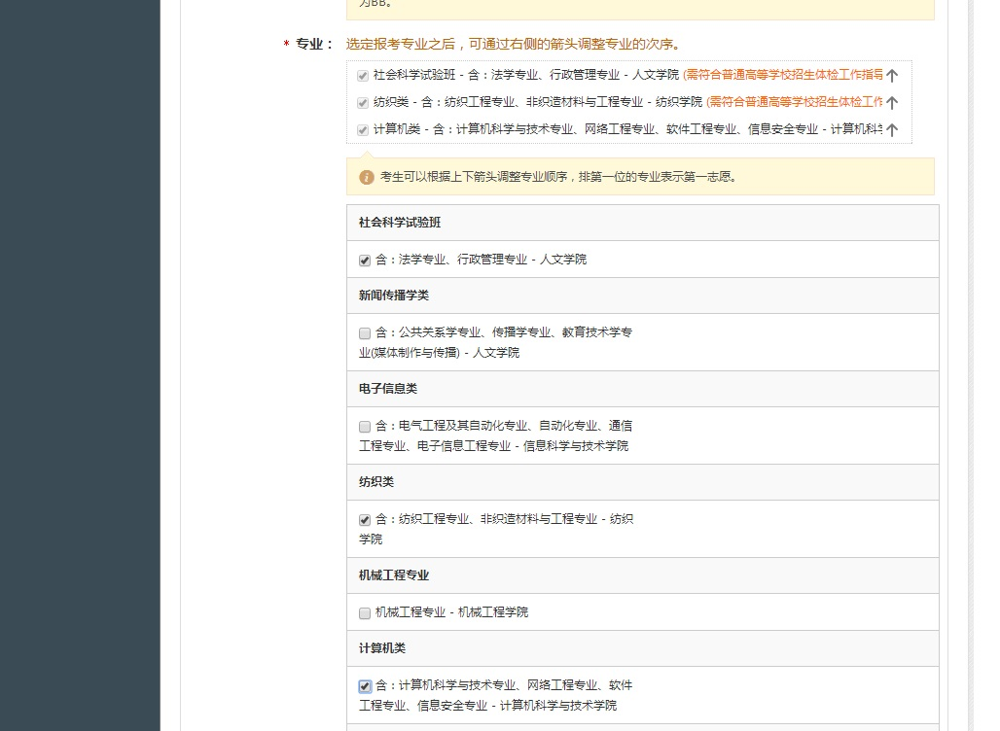 为BB。
* 专业： 选定报考专业之后，可通过右侧的箭头调整专业的次序。
社会科学试验班 - 含：法学专业、行政管理专业 - 人文学院 (需符合普通高等学校招生体检工作指导
纺织类 - 含：纺织工程专业、非织造材料与工程专业 - 纺织学院 (需符合普通高等学校招生体检工作
计算机类 - 含：计算机科学与技术专业、网络工程专业、软件工程专业、信息安全专业 - 计算机科学
考生可以根据上下箭头调整专业顺序，排第一位的专业表示第一志愿。
社会科学试验班
含：法学专业、行政管理专业 - 人文学院
新闻传播学类
含：公共关系学专业、传播学专业、教育技术学专
业(媒体制作与传播) - 人文学院
电子信息类
含：电气工程及其自动化专业、自动化专业、通信
工程专业、电子信息工程专业 - 信息科学与技术学院
纺织类
含：纺织工程专业、非织造材料与工程专业 - 纺织
学院
机械工程专业
机械工程专业 - 机械工程学院
计算机类
含：计算机科学与技术专业、网络工程专业、软件
工程专业、信息安全专业 - 计算机科学与技术学院